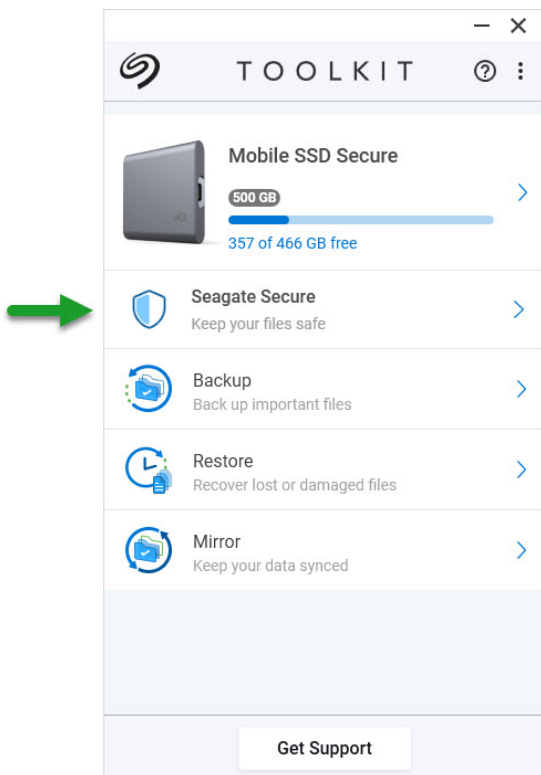 TOOLKIT
Mobile SSD Secure
500 GB
357 of 466 GB free
Seagate Secure
Keep your files safe
Backup
Back up important files
Restore
Recover lost or damaged files
Mirror
Keep your data synced
Get Support